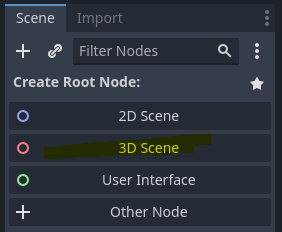 Scene Import
Filter Nodes
Create Root Node:
2D Scene
3D Scene
User Interface
Other Node